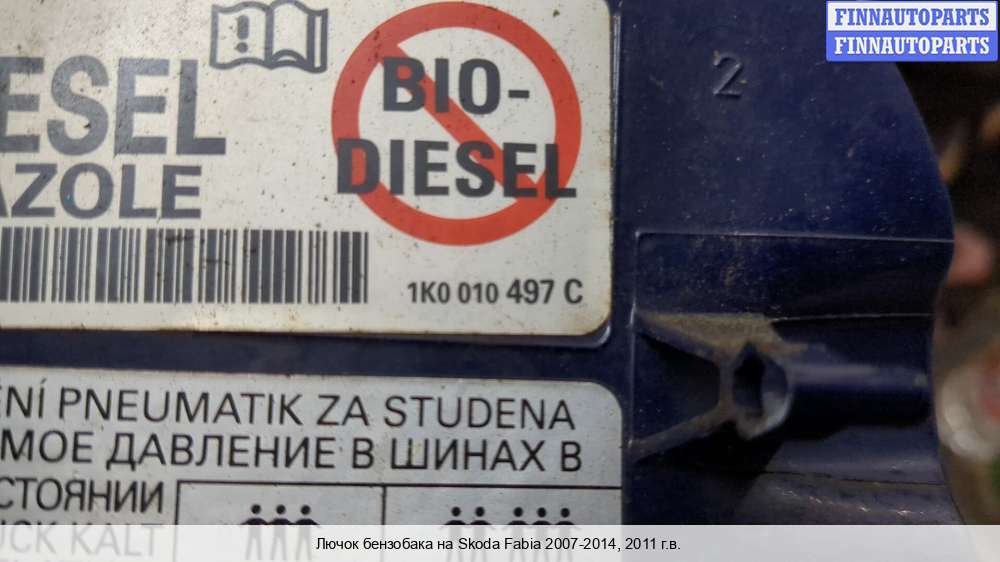 FINNAUTOPARTS
FINNAUTOPARTS
2
ESEL
AZOLE
BIO-
DIESEL
1K0 010 497 C
ĚNÍ PNEUMATIK ZA STUDENA
МОЕ ДАВЛЕНИЕ В ШИНАХ В
СТОЯНИИ
UCK KALT
Лючок бензобака на Skoda Fabia 2007-2014, 2011 г.в.